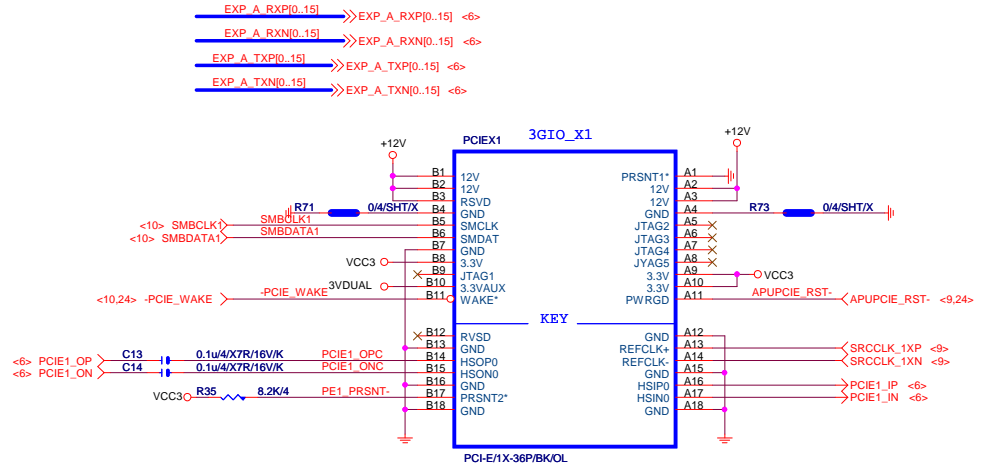 EXP_A_RXP[0..15] EXP_A_RXP[0..15] <6>
EXP_A_RXN[0..15] EXP_A_RXN[0..15] <6>
EXP_A_TXP[0..15] EXP_A_TXP[0..15] <6>
EXP_A_TXN[0..15] EXP_A_TXN[0..15] <6>
+12V PCIEX1 3GIO_X1 +12V
B1 12V PRSNT1* A1
B2 12V 12V A2
B3 RSVD 12V A3
R71 0/4/SHT/X B4 GND GND A4 R73 0/4/SHT/X
<10> SMBCLK1 SMBCLK1 B5 SMCLK JTAG2 A5
<10> SMBDATA1 SMBDATA1 B6 SMDAT JTAG3 A6
B7 GND JTAG4 A7
VCC3 B8 3.3V JYAG5 A8
B9 JTAG1 3.3V A9 VCC3
3VDUAL B10 3.3VAUX 3.3V A10
<10,24> -PCIE_WAKE -PCIE_WAKE B11 WAKE* PWRGD A11 APUPCIE_RST- APUPCIE_RST- <9,24>
KEY
B12 RVSD GND A12
B13 GND REFCLK+ A13 SRCCLK_1XP <9>
<6> PCIE1_OP C13 0.1u/4/X7R/16V/K PCIE1_OPC B14 HSOP0 REFCLK- A14 SRCCLK_1XN <9>
<6> PCIE1_ON C14 0.1u/4/X7R/16V/K PCIE1_ONC B15 HSON0 GND A15
B16 GND HSIP0 A16 PCIE1_IP <6>
VCC3 R35 8.2K/4 PE1_PRSNT- B17 PRSNT2* HSIN0 A17 PCIE1_IN <6>
B18 GND GND A18
PCI-E/1X-36P/BK/OL